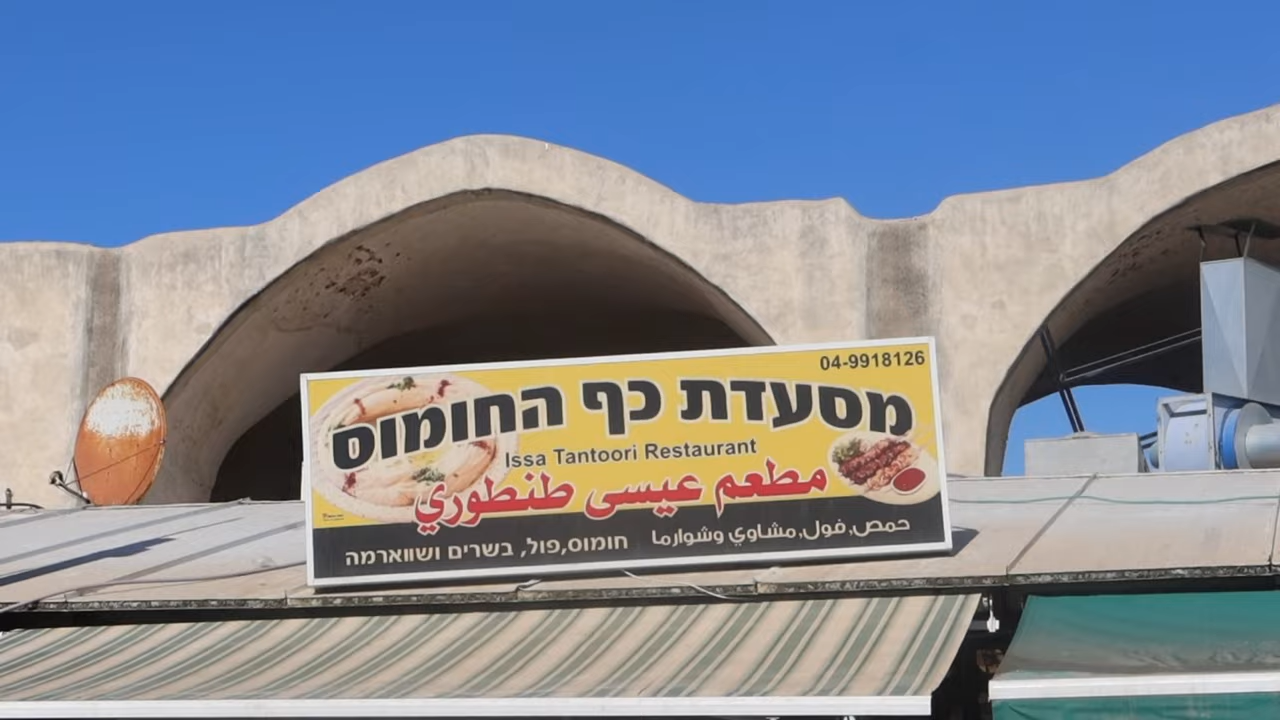 04-9918126
מסעדת כף החומוס
Issa Tantoori Restaurant
مطعم عيسى طنطوري
حمص, فول, مشاوي وشوارما
חומוס,פול, בשרים ושווארמה